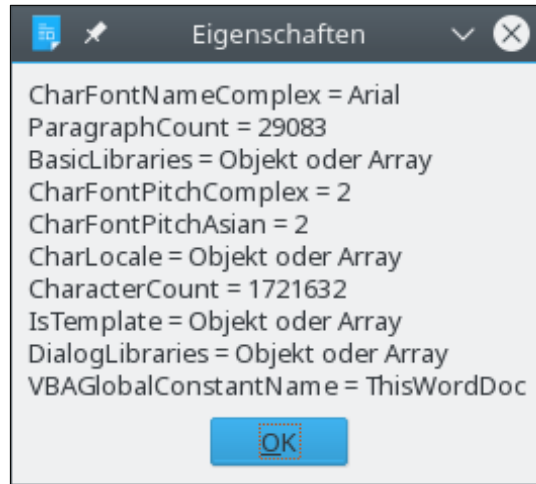 Eigenschaften
CharFontNameComplex = Arial
ParagraphCount = 29083
BasicLibraries = Objekt oder Array
CharFontPitchComplex = 2
CharFontPitchAsian = 2
CharLocale = Objekt oder Array
CharacterCount = 1721632
IsTemplate = Objekt oder Array
DialogLibraries = Objekt oder Array
VBAGlobalConstantName = ThisWordDoc
OK